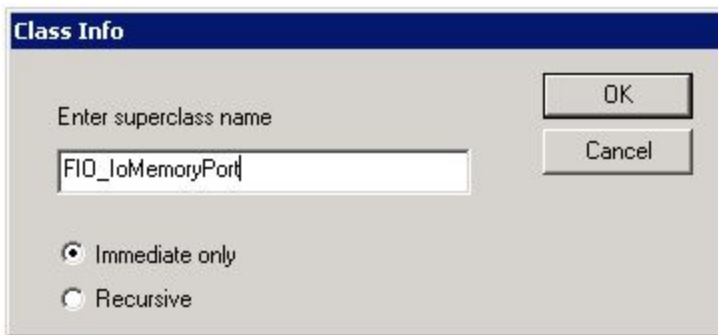 Class Info
Enter superclass name
OK
Cancel
FIO_IoMemoryPort
Immediate only
Recursive